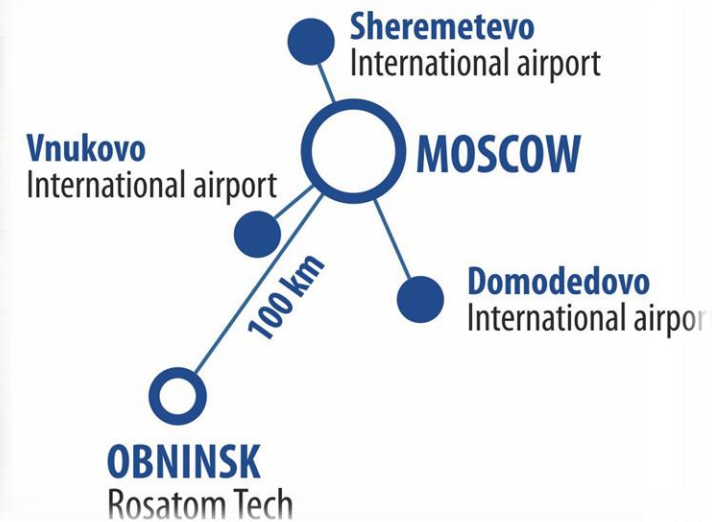 Sheremetevo
International airport
MOSCOW
Vnukovo
International airport
100 km
Domodedovo
International airpor
OBNINSK
Rosatom Tech